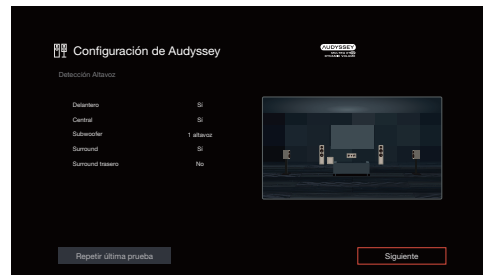 Configuración de Audyssey
AUDYSSEY
Detección Altavoz
Delantero Sí
Central Sí
Subwoofer 1 altavoz
Surround Sí
Surround trasero No
Repetir última prueba
Siguiente